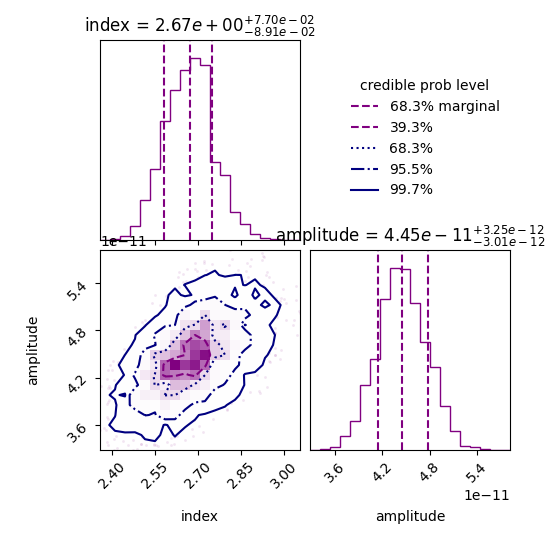 index = 2.67e + 00 +7.70e − 02 −8.91e − 02
credible prob level
68.3% marginal
39.3%
68.3%
95.5%
99.7%
amplitude = 4.45e − 11 +3.25e − 12 −3.01e − 12
1e−11
5.4
4.8
4.2
3.6
amplitude
2.40 2.55 2.70 2.85 3.00
index
3.6 4.2 4.8 5.4
1e−11
amplitude